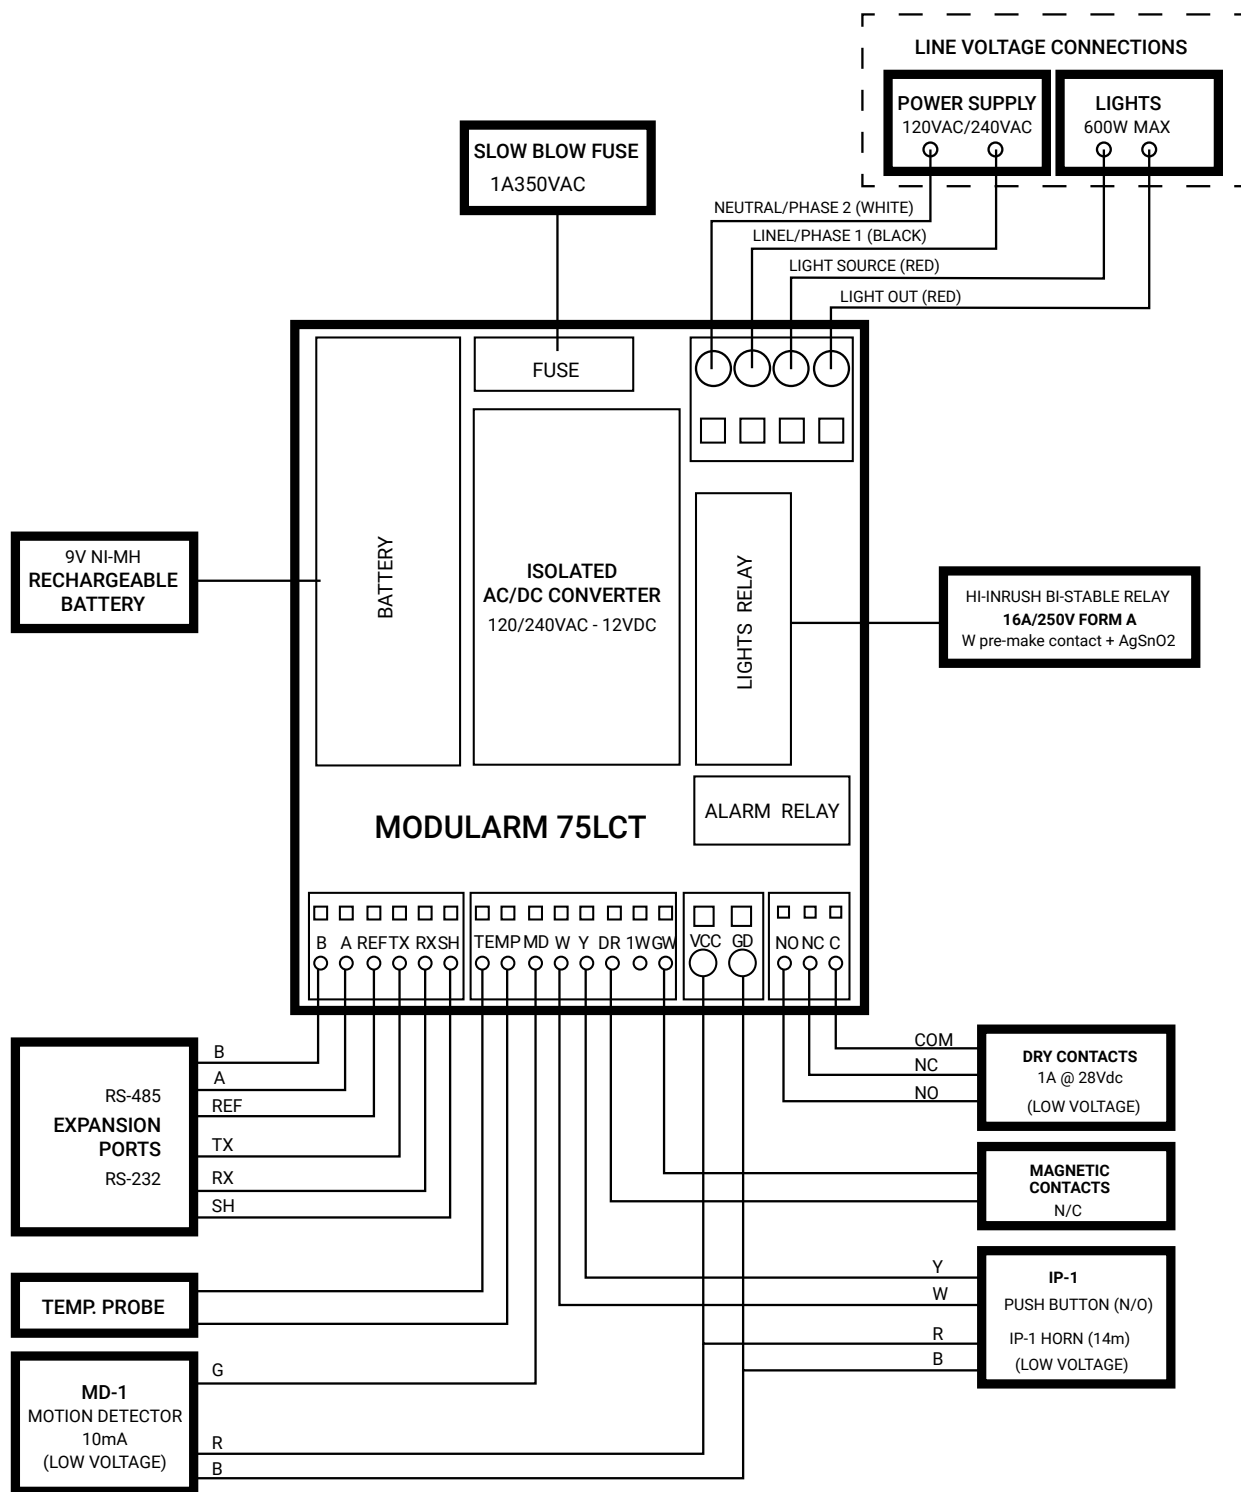 LINE VOLTAGE CONNECTIONS
POWER SUPPLY
120VAC/240VAC
LIGHTS
600W MAX
SLOW BLOW FUSE
1A350VAC
NEUTRAL/PHASE 2 (WHITE)
LINEL/PHASE 1 (BLACK)
LIGHT SOURCE (RED)
LIGHT OUT (RED)
FUSE
BATTERY
ISOLATED
AC/DC CONVERTER
120/240VAC - 12VDC
LIGHTS RELAY
9V NI-MH
RECHARGEABLE
BATTERY
HI-INRUSH BI-STABLE RELAY
16A/250V FORM A
W pre-make contact + AgSnO2
ALARM RELAY
MODULARM 75LCT
B A REF TX RX SH
TEMP MD W Y DR 1W GW
VCC GD
NO NC C
RS-485
EXPANSION
PORTS
RS-232
B
A
REF
TX
RX
SH
COM
NC
NO
DRY CONTACTS
1A @ 28Vdc
(LOW VOLTAGE)
MAGNETIC
CONTACTS
N/C
TEMP. PROBE
Y
W
R
B
IP-1
PUSH BUTTON (N/O)
IP-1 HORN (14m)
(LOW VOLTAGE)
MD-1
MOTION DETECTOR
10mA
(LOW VOLTAGE)
G
R
B